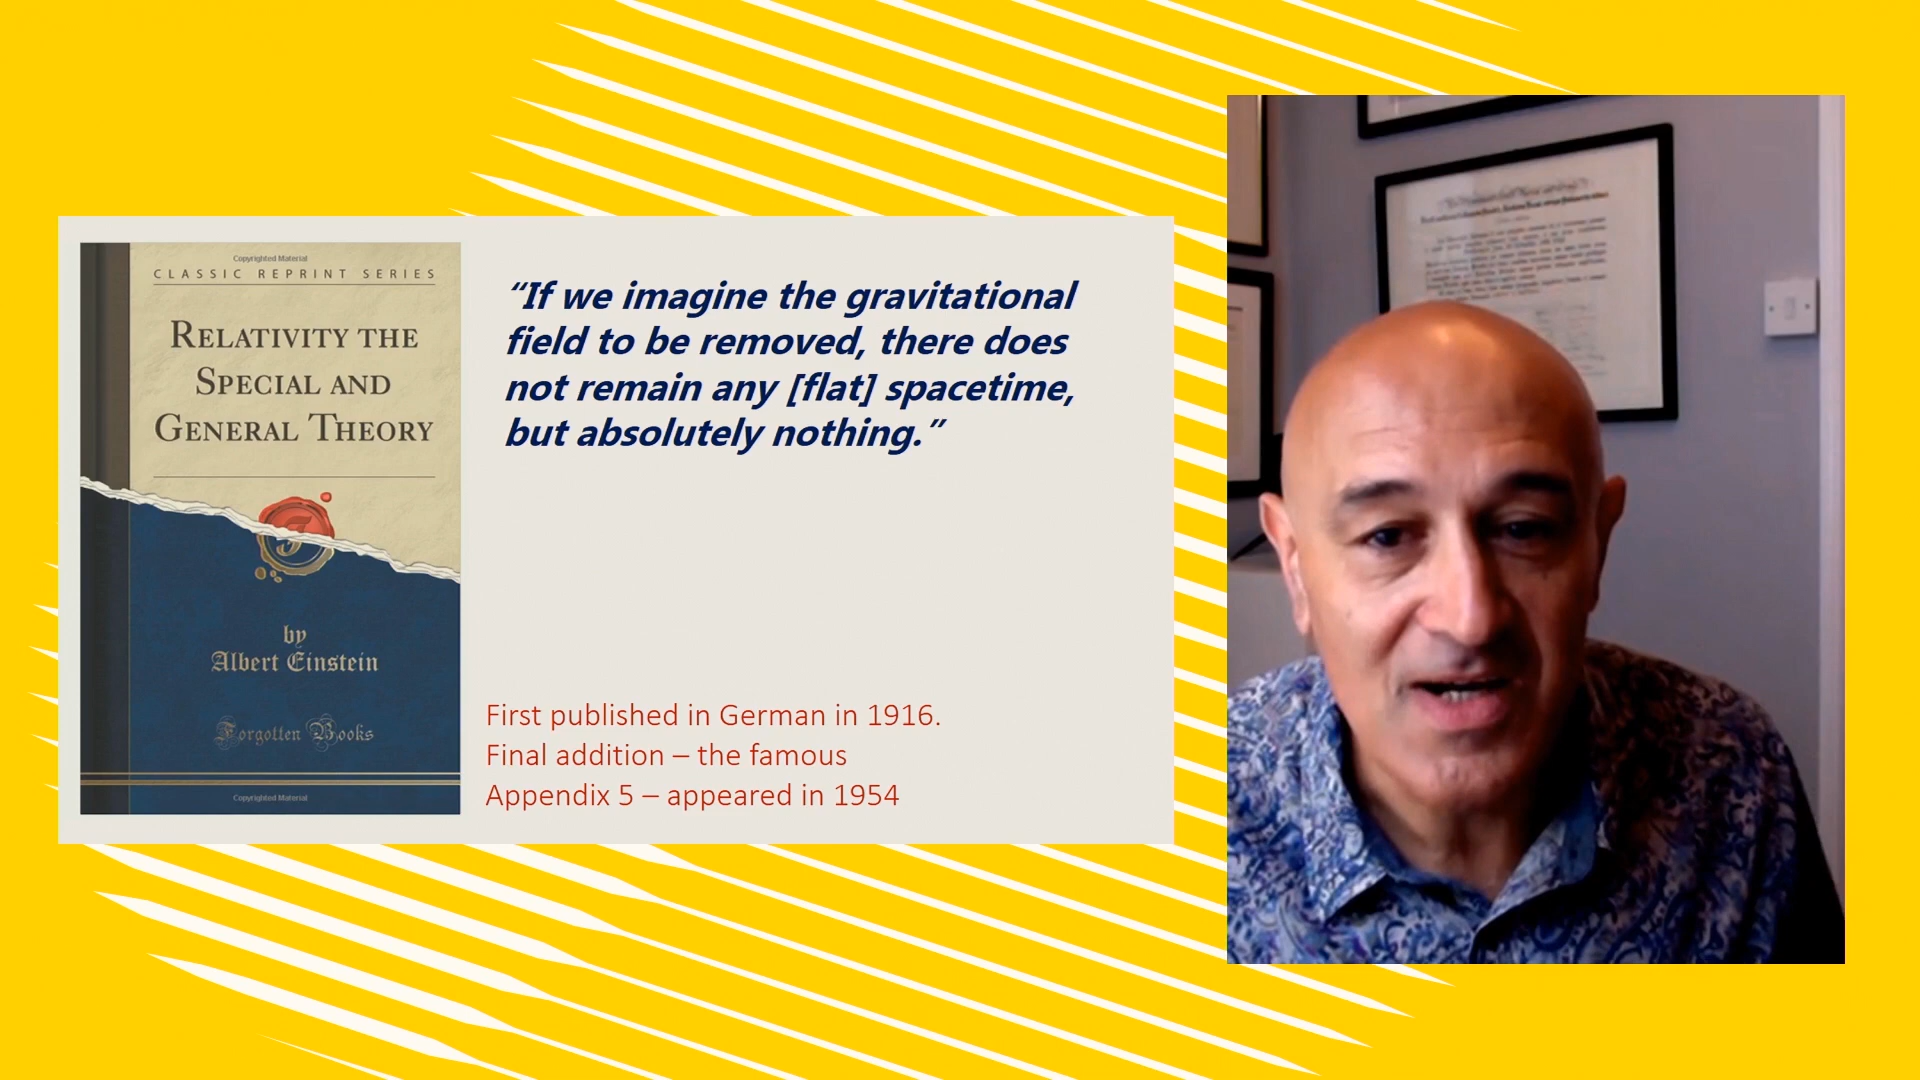 Copyrighted Material
CLASSIC REPRINT SERIES
RELATIVITY THE
SPECIAL AND
GENERAL THEORY
by
Albert Einstein
Forgotten Books
Copyrighted Material
“If we imagine the gravitational
field to be removed, there does
not remain any [flat] spacetime,
but absolutely nothing.”
First published in German in 1916.
Final addition – the famous
Appendix 5 – appeared in 1954